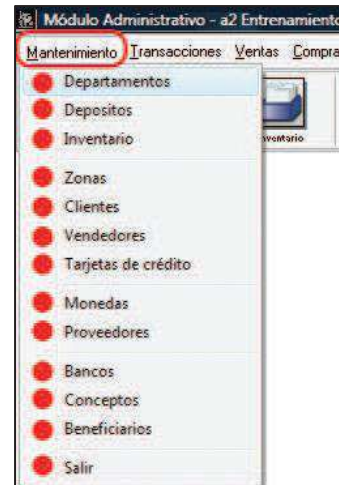 Módulo Administrativo - a2 Entrenamiento
Mantenimiento Transacciones Ventas Compra
Departamentos
Depositos
Inventario
Zonas
Clientes
Vendedores
Tarjetas de crédito
Monedas
Proveedores
Bancos
Conceptos
Beneficiarios
Salir